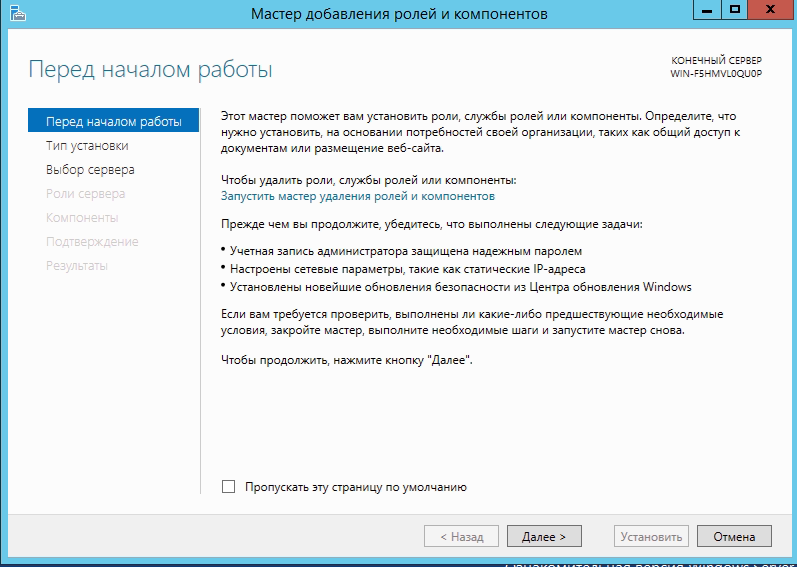 Мастер добавления ролей и компонентов
Перед началом работы
КОНЕЧНЫЙ СЕРВЕР
WIN-F5HMVL0QU0P
Перед началом работы
Тип установки
Выбор сервера
Роли сервера
Компоненты
Подтверждение
Результаты
Этот мастер поможет вам установить роли, службы ролей или компоненты. Определите, что
нужно установить, на основании потребностей своей организации, таких как общий доступ к
документам или размещение веб-сайта.
Чтобы удалить роли, службы ролей или компоненты:
Запустить мастер удаления ролей и компонентов
Прежде чем вы продолжите, убедитесь, что выполнены следующие задачи:
• Учетная запись администратора защищена надежным паролем
• Настроены сетевые параметры, такие как статические IP-адреса
• Установлены новейшие обновления безопасности из Центра обновления Windows
Если вам требуется проверить, выполнены ли какие-либо предшествующие необходимые
условия, закройте мастер, выполните необходимые шаги и запустите мастер снова.
Чтобы продолжить, нажмите кнопку "Далее".
Пропускать эту страницу по умолчанию
< Назад
Далее >
Установить
Отмена
Ознакомительная версия Windows Server